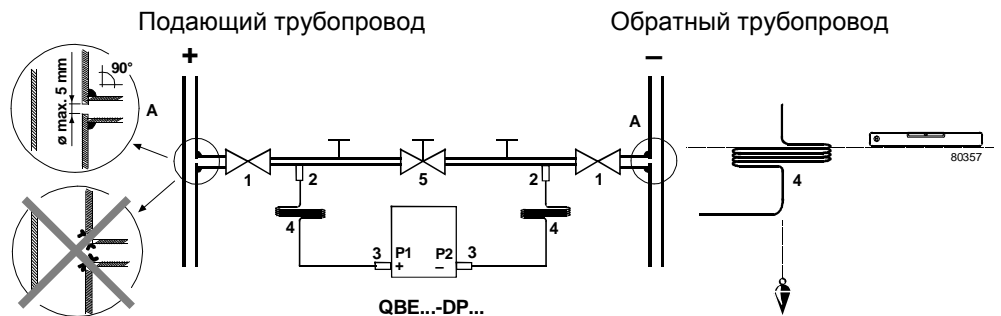 Подающий трубопровод
Обратный трубопровод
+
–
ø max. 5 mm
90°
A
A
1
2
5
2
1
4
4
3
P1
+
P2
–
3
QBE...-DP...
4
80357